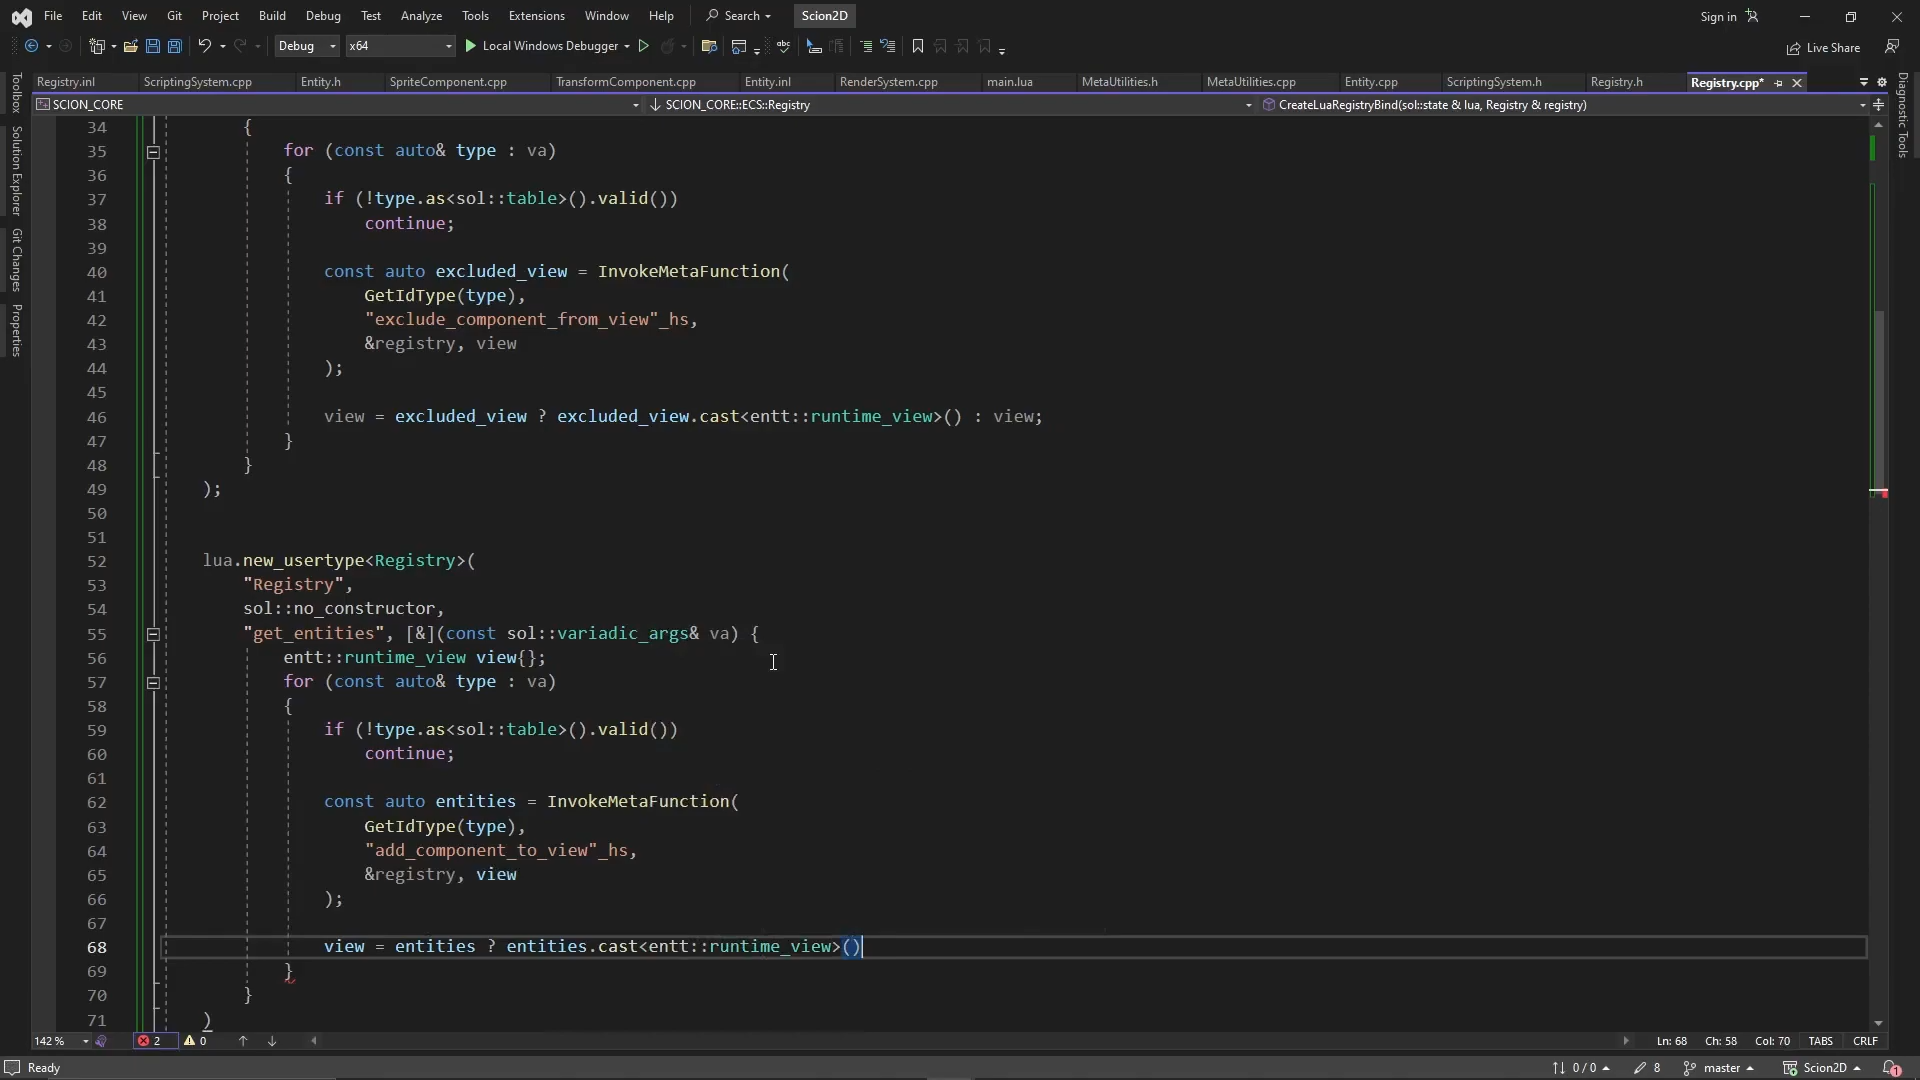 File Edit View Git Project Build Debug Test Analyze Tools Extensions Window Help Search Scion2D Sign in
Debug x64 Local Windows Debugger Live Share
Registry.inl ScriptingSystem.cpp Entity.h SpriteComponent.cpp TransformComponent.cpp Entity.inl RenderSystem.cpp main.lua MetaUtilities.h MetaUtilities.cpp Entity.cpp ScriptingSystem.h Registry.h Registry.cpp*
SCION_CORE SCION_CORE::ECS::Registry CreateLuaRegistryBind(sol::state & lua, Registry & registry)
Toolbox
Solution Explorer
Git Changes
Properties
Diagnostic Tools
34 {
35 for (const auto& type : va)
36 {
37 if (!type.as<sol::table>().valid())
38 continue;
39
40 const auto excluded_view = InvokeMetaFunction(
41 GetIdType(type),
42 "exclude_component_from_view"_hs,
43 &registry, view
44 );
45
46 view = excluded_view ? excluded_view.cast<entt::runtime_view>() : view;
47 }
48 }
49 );
50
51
52 lua.new_usertype<Registry>(
53 "Registry",
54 sol::no_constructor,
55 "get_entities", [&](const sol::variadic_args& va) {
56 entt::runtime_view view{};
57 for (const auto& type : va)
58 {
59 if (!type.as<sol::table>().valid())
60 continue;
61
62 const auto entities = InvokeMetaFunction(
63 GetIdType(type),
64 "add_component_to_view"_hs,
65 &registry, view
66 );
67
68 view = entities ? entities.cast<entt::runtime_view>()
69 }
70 }
71 )
142 % 2 0 Ln: 68 Ch: 58 Col: 70 TABS CRLF
Ready 0 / 0 8 master Scion2D 1